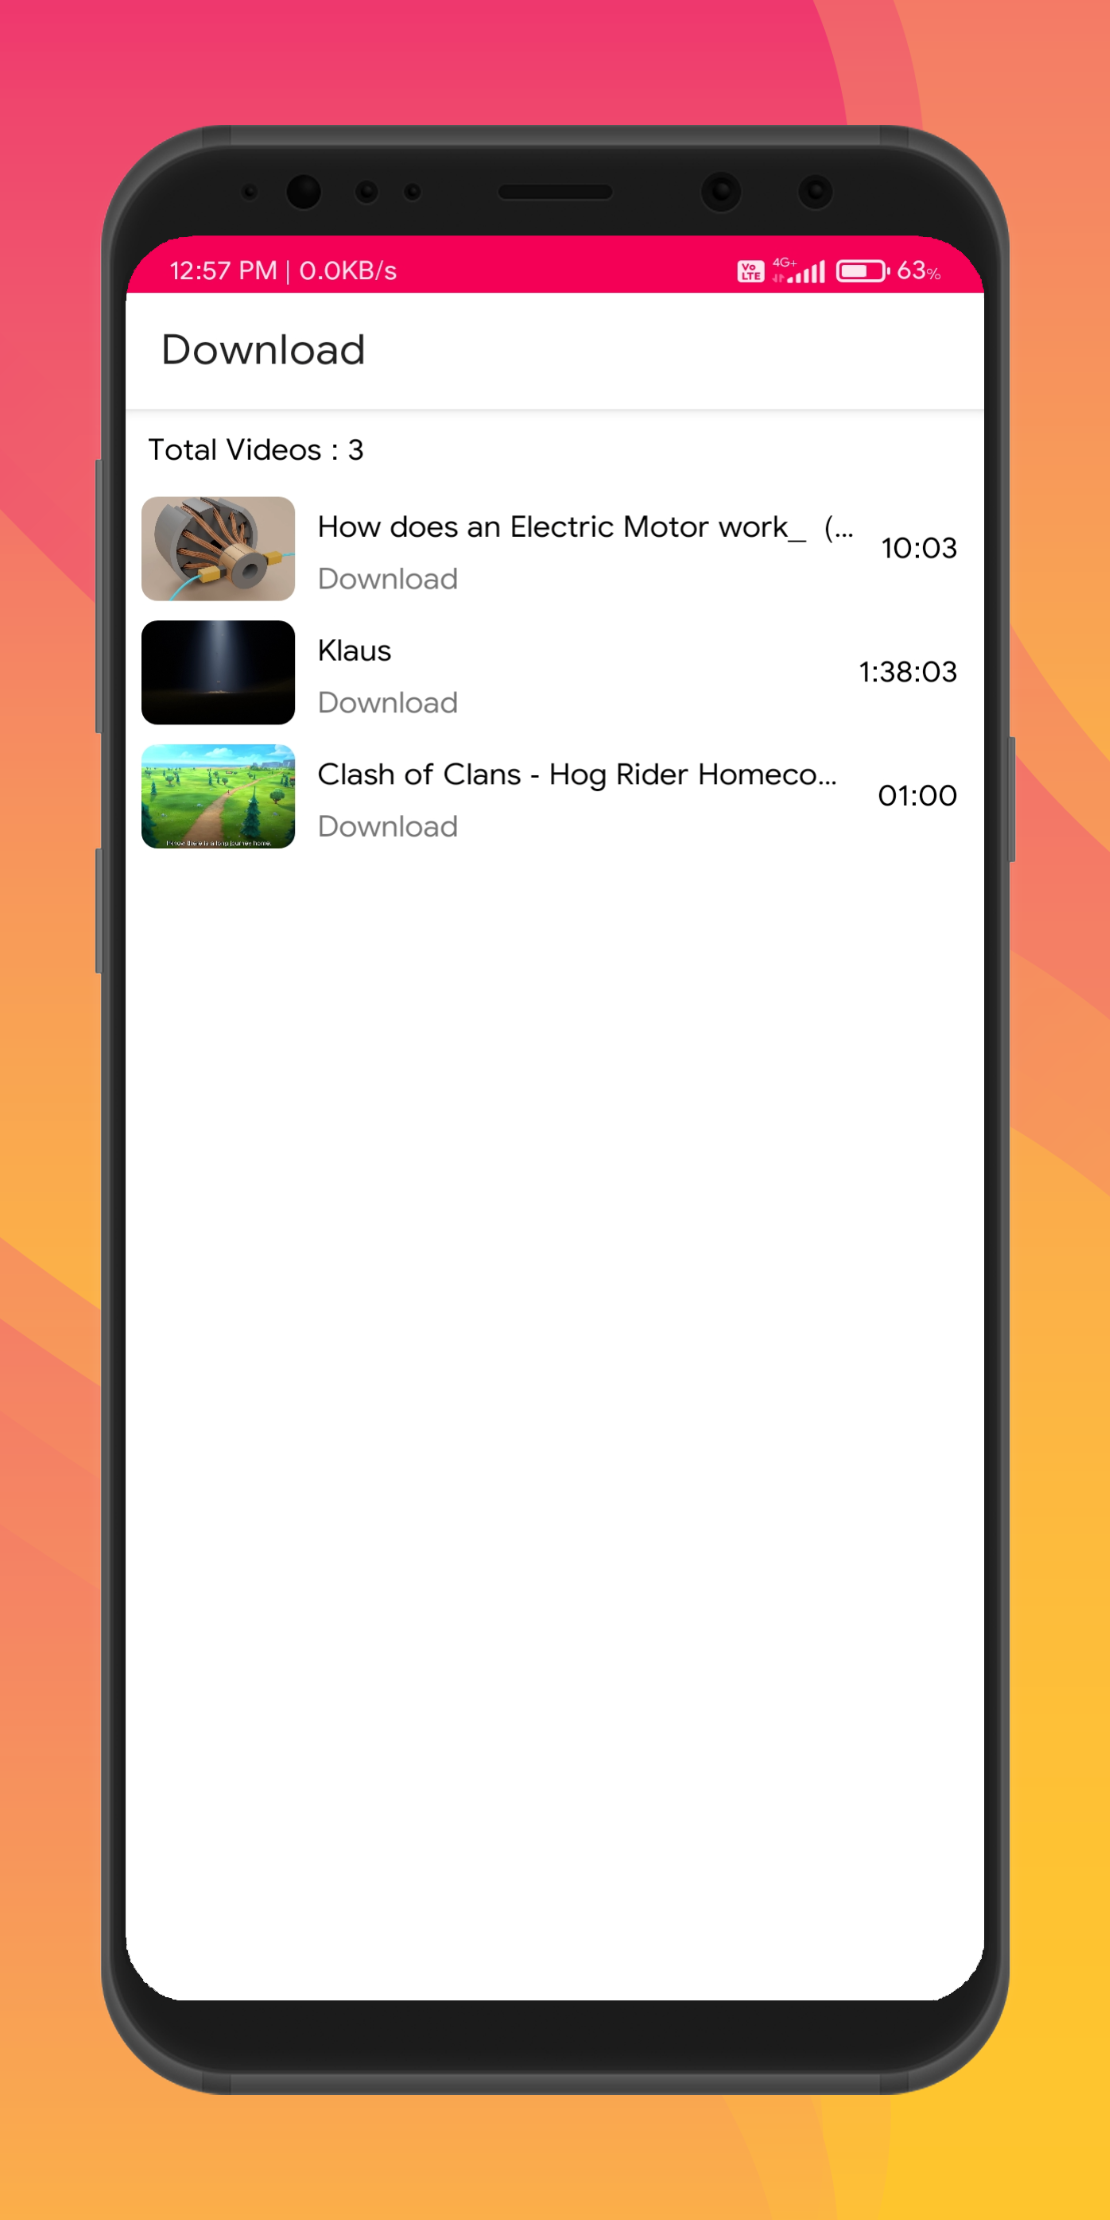 12:57 PM | 0.0KB/s
Vo LTE 4G+ 63%
Download
Total Videos : 3
How does an Electric Motor work_ (...
10:03
Download
Klaus
1:38:03
Download
Clash of Clans - Hog Rider Homeco...
01:00
Download